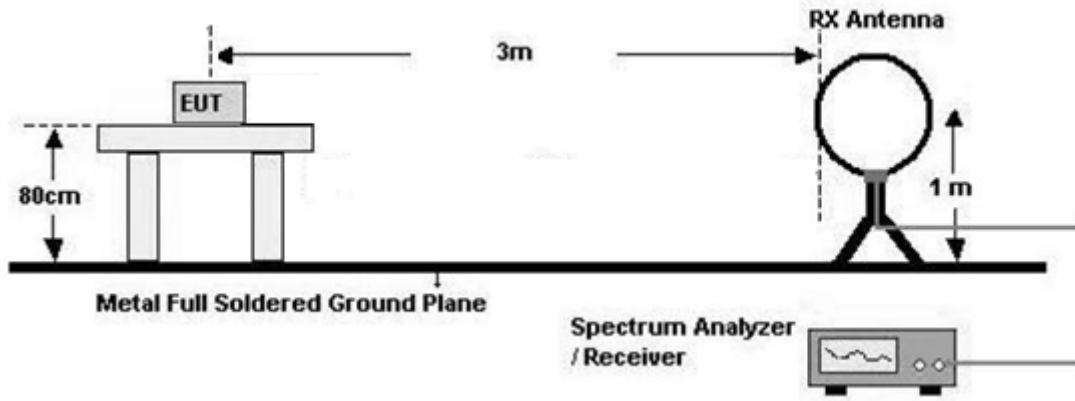 RX Antenna
3m
EUT
80cm
1 m
Metal Full Soldered Ground Plane
Spectrum Analyzer
/ Receiver